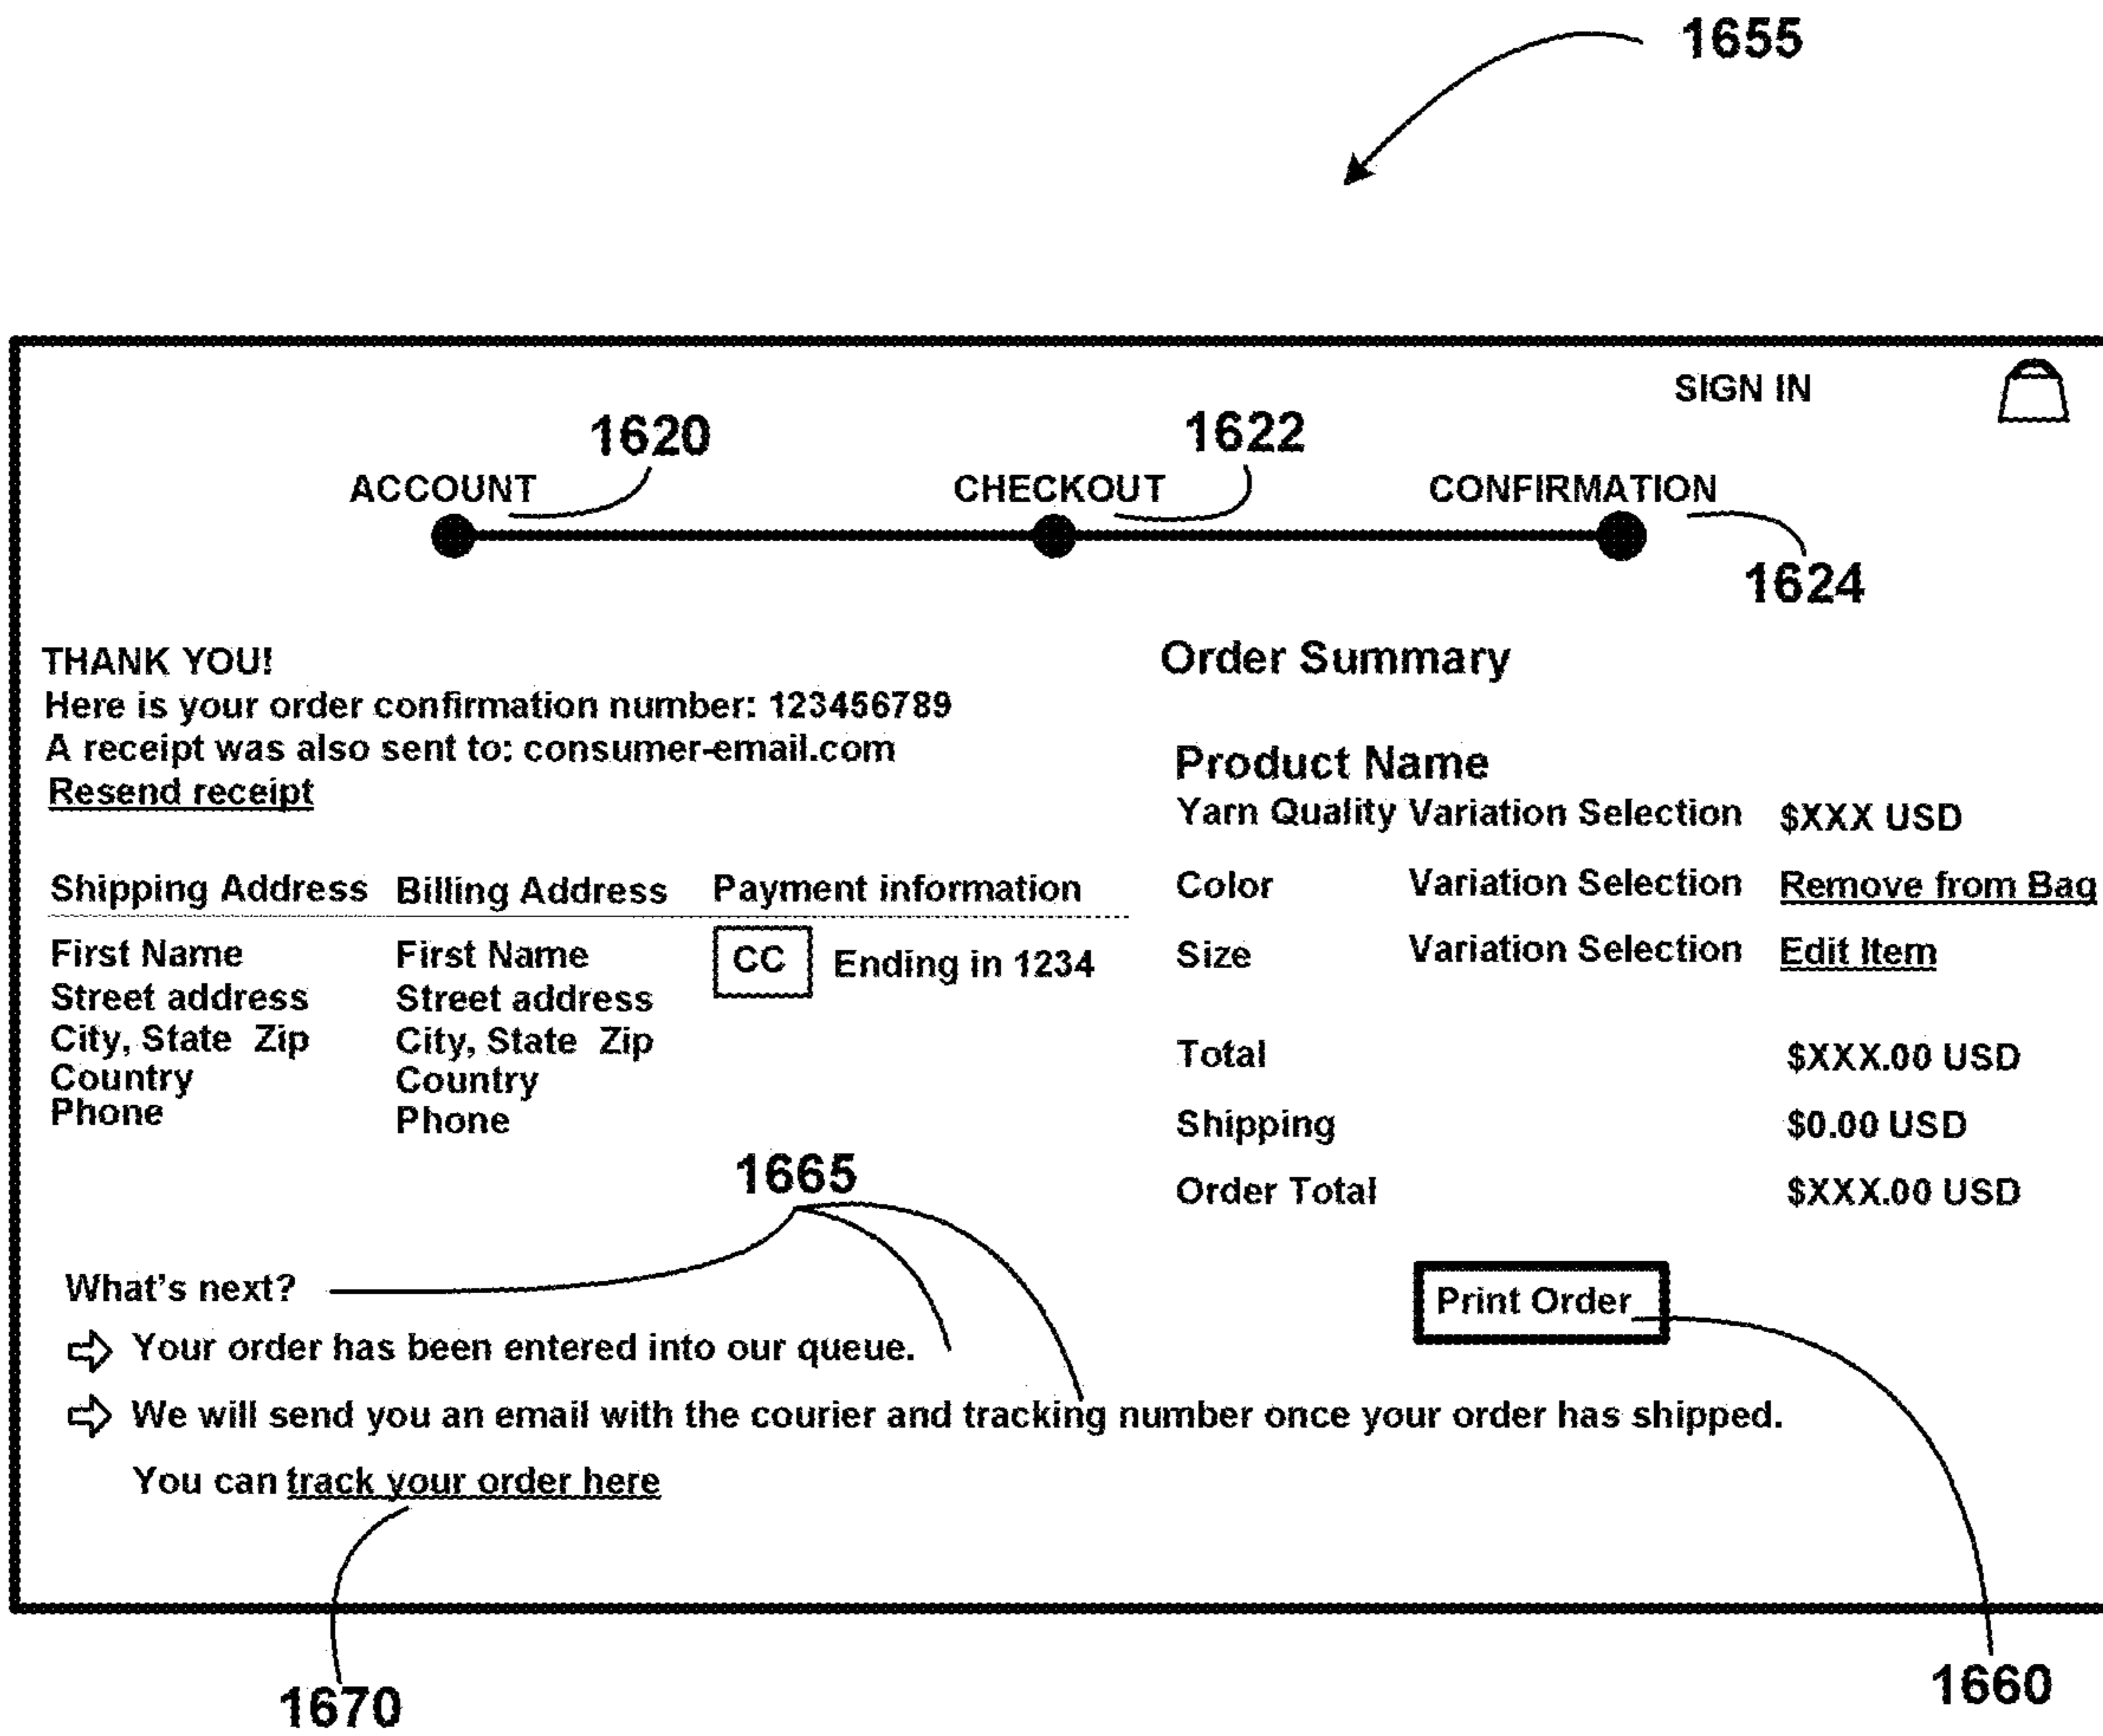 1655
SIGN IN
1620
1622
ACCOUNT
CHECKOUT
CONFIRMATION
1624
THANK YOU!
Here is your order confirmation number: 123456789
A receipt was also sent to: consumer-email.com
Resend receipt
Shipping Address Billing Address Payment information
First Name First Name CC Ending in 1234
Street address Street address
City, State Zip City, State Zip
Country Country
Phone Phone
Order Summary
Product Name
Yarn Quality Variation Selection $XXX USD
Color Variation Selection Remove from Bag
Size Variation Selection Edit Item
Total $XXX.00 USD
Shipping $0.00 USD
Order Total $XXX.00 USD
1665
What's next?
Print Order
Your order has been entered into our queue.
We will send you an email with the courier and tracking number once your order has shipped.
You can track your order here
1670
1660